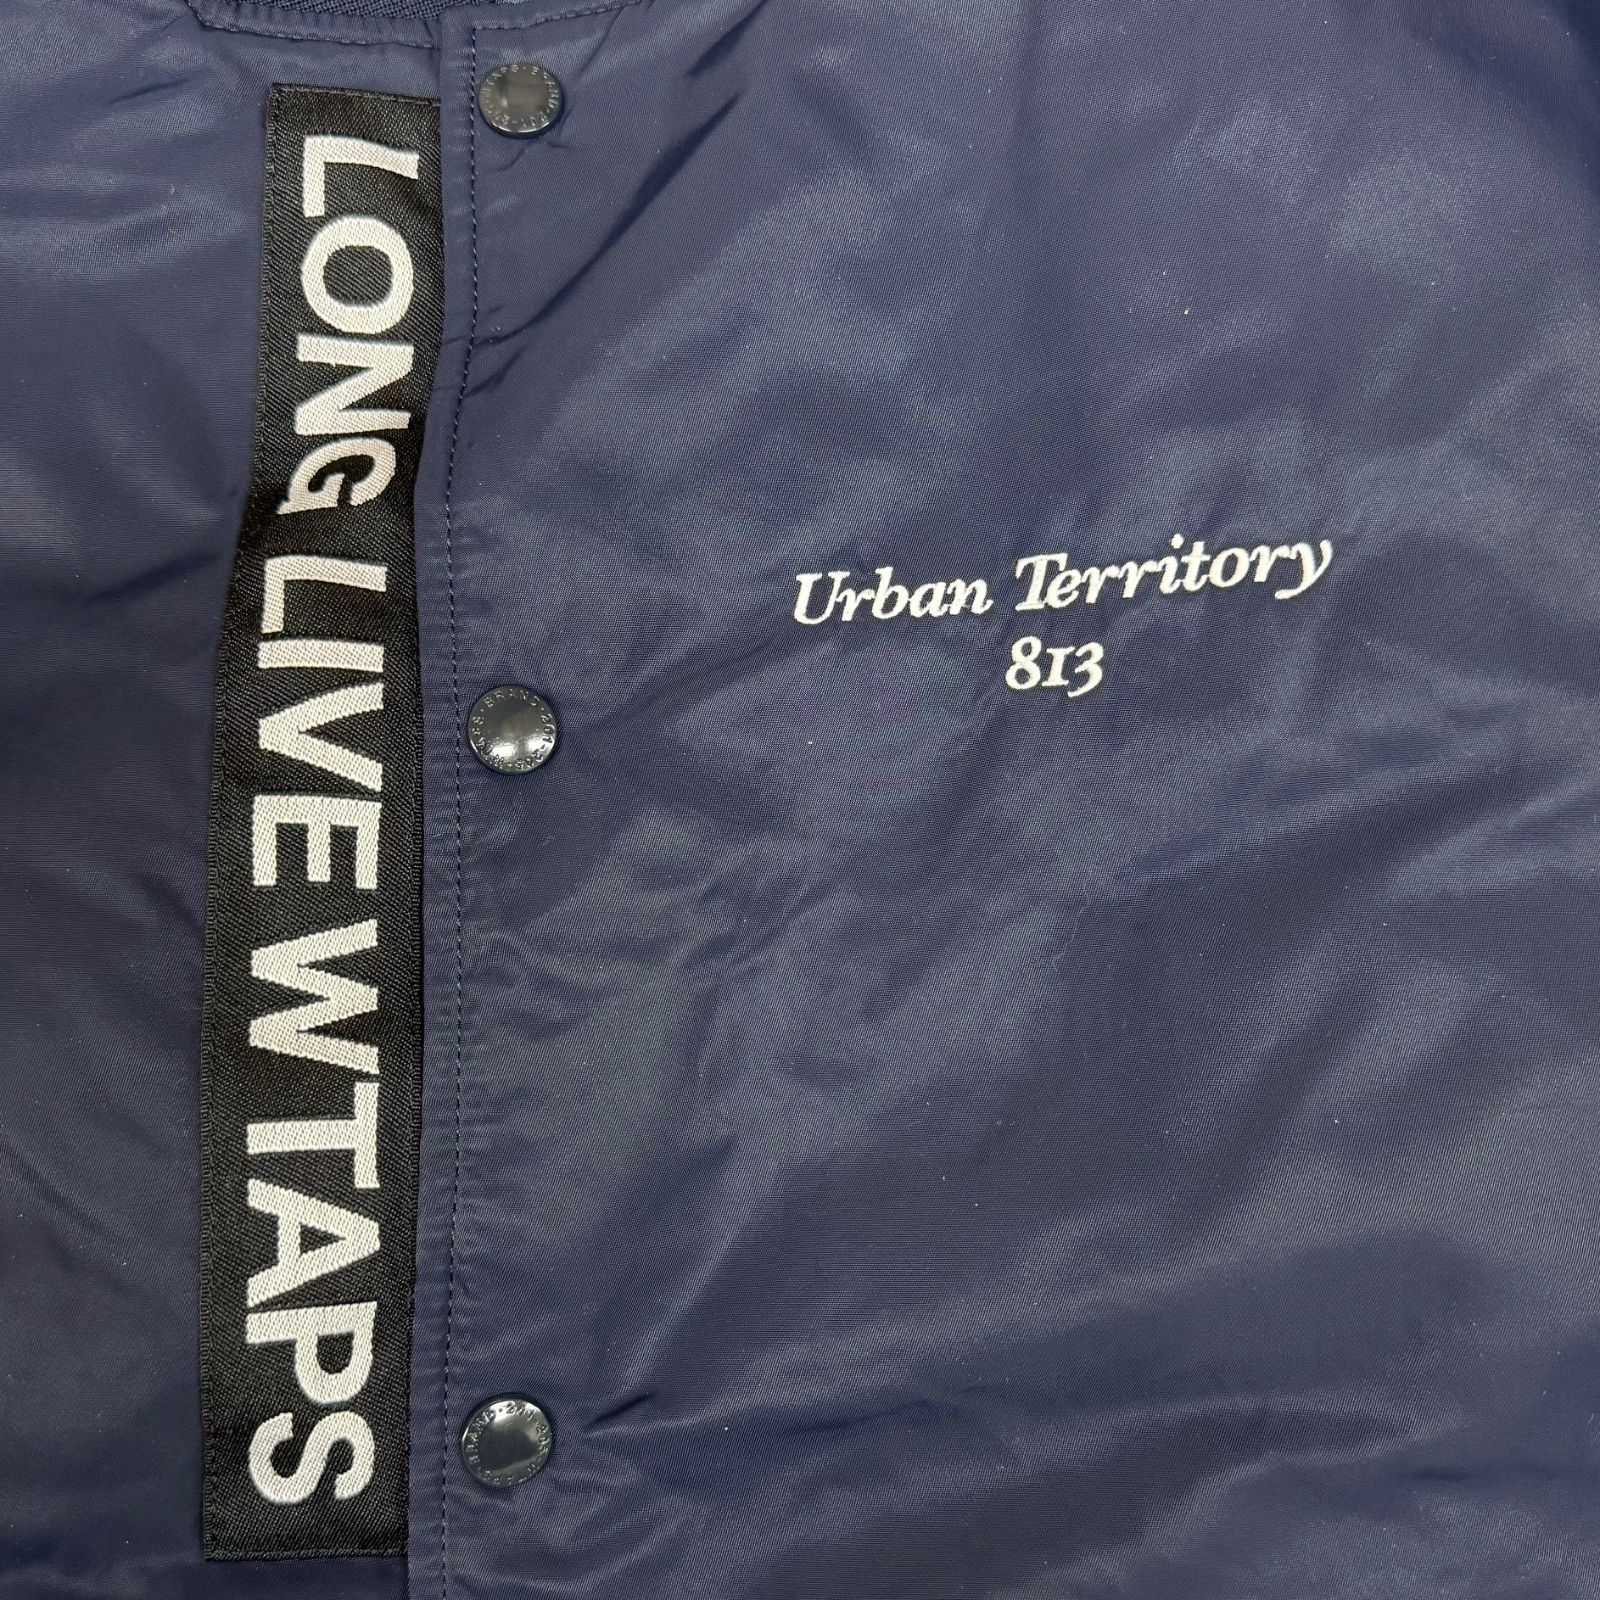 LONG LIVE WTAPS
Urban Territory
813